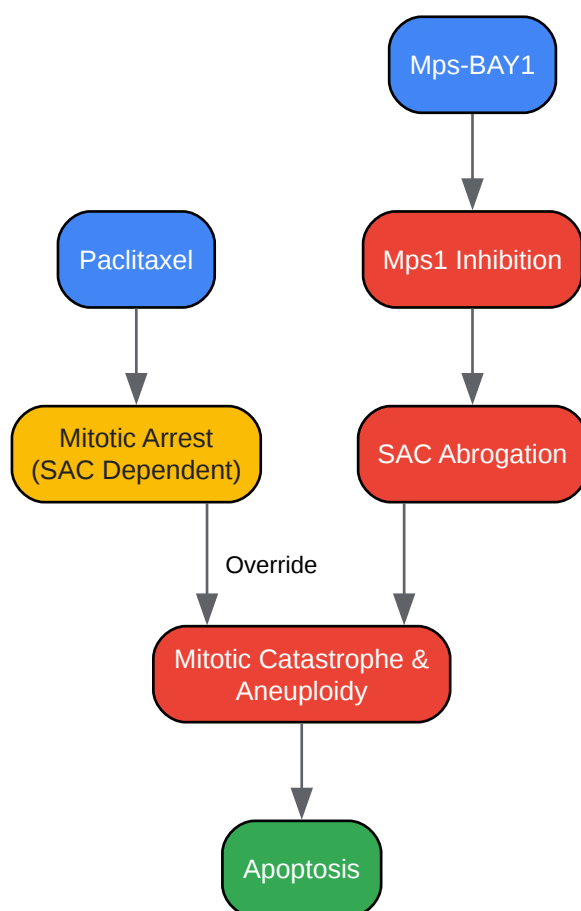 Mps-BAY1
Paclitaxel
Mps1 Inhibition
Mitotic Arrest
(SAC Dependent)
SAC Abrogation
Override
Mitotic Catastrophe &
Aneuploidy
Apoptosis